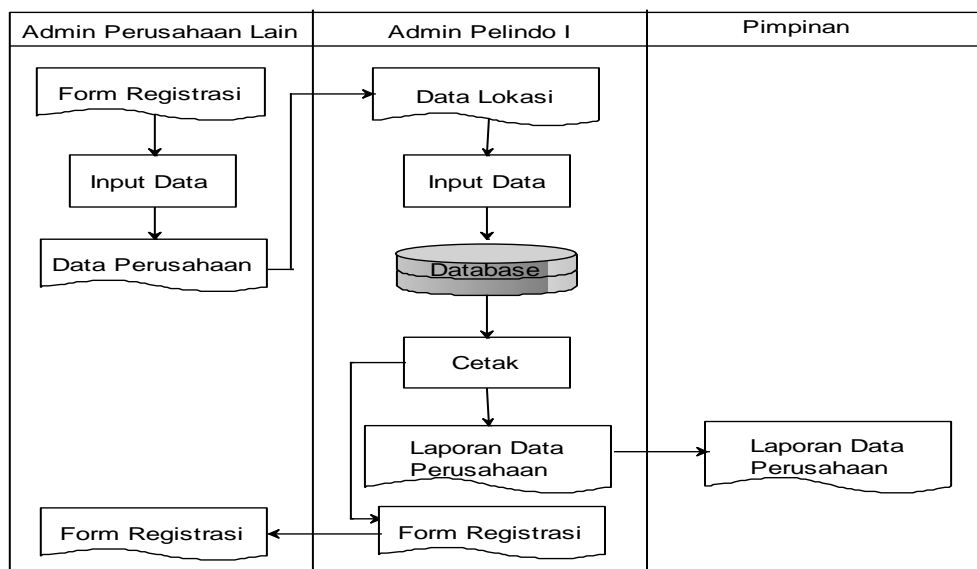 Admin Perusahaan Lain
Admin Pelindo I
Pimpinan
Form Registrasi
Data Lokasi
Input Data
Input Data
Data Perusahaan
Database
Cetak
Laporan Data
Perusahaan
Laporan Data
Perusahaan
Form Registrasi
Form Registrasi